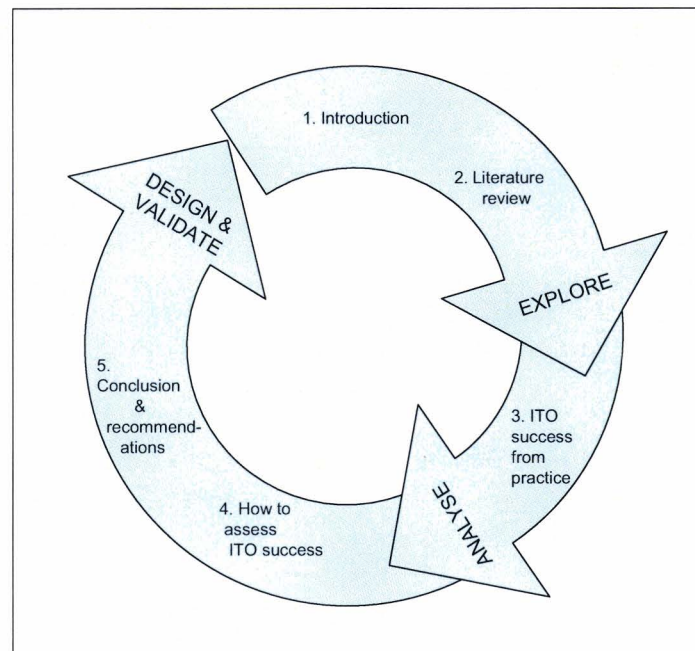 1. Introduction
2. Literature
review
EXPLORE
3. ITO
success
from
practice
ANALYSE
4. How to
assess
ITO success
5.
Conclusion
&
recommend-
ations
DESIGN &
VALIDATE